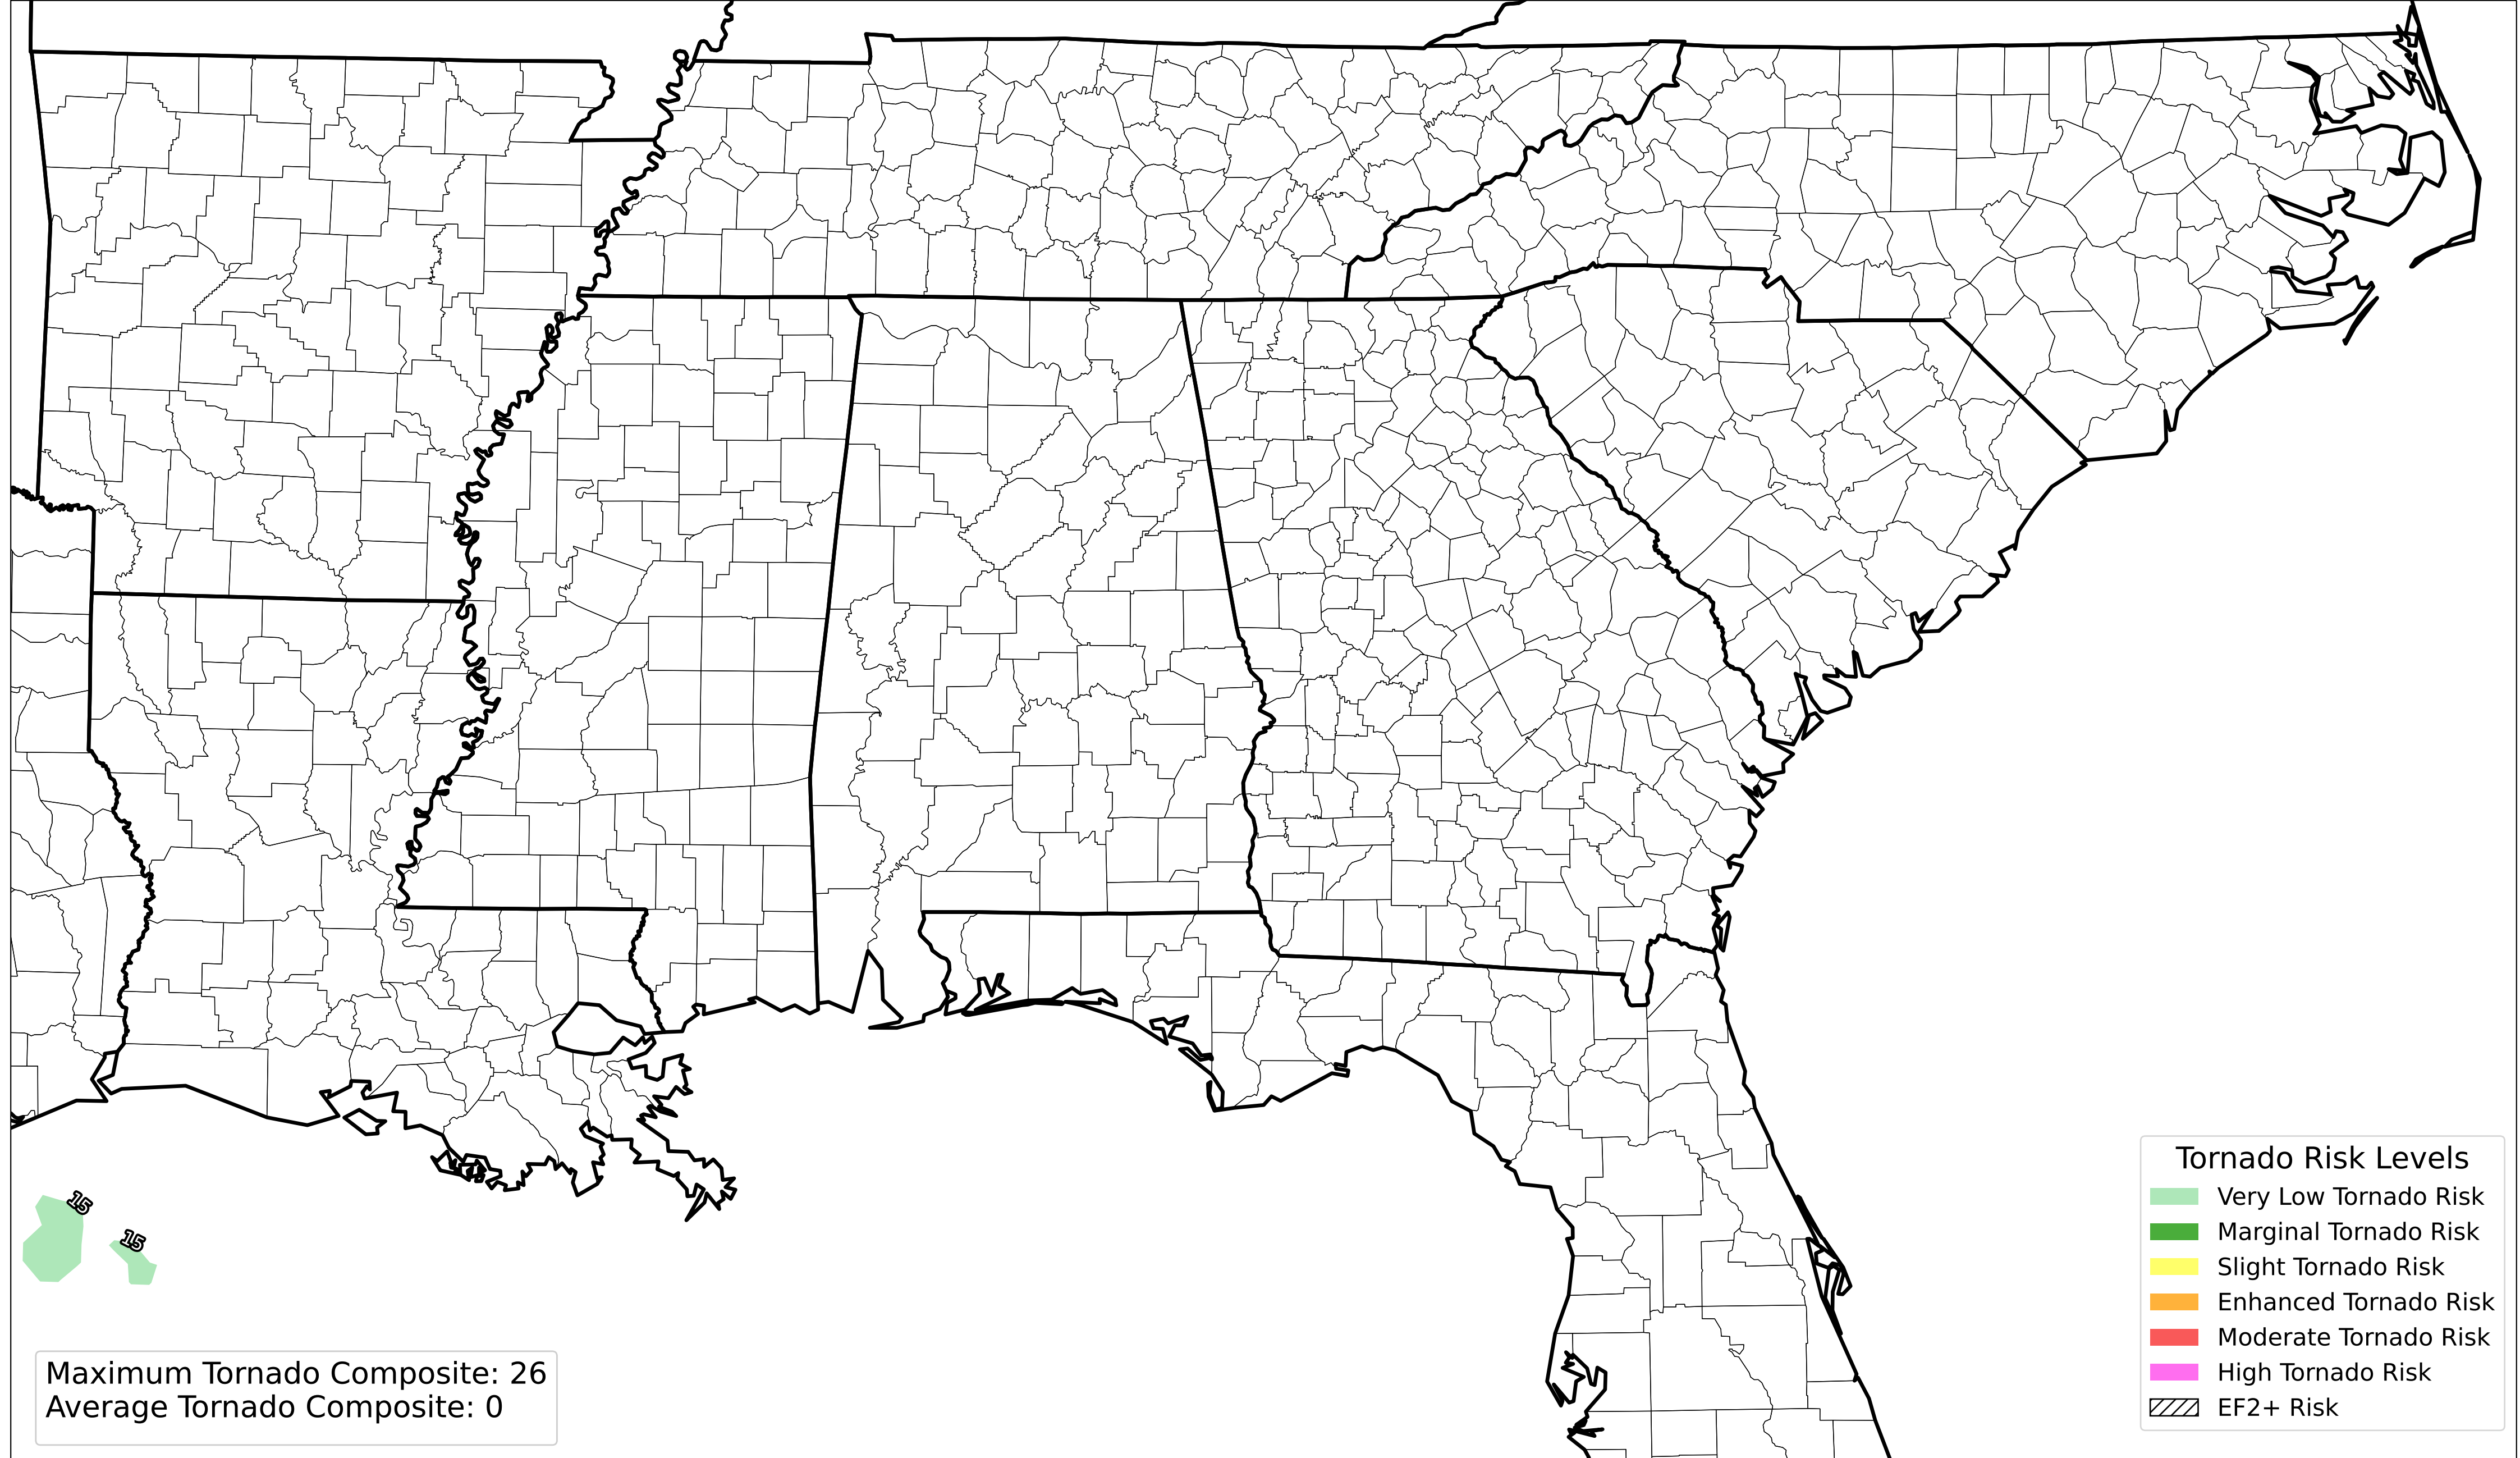 15
15
Maximum Tornado Composite: 26
Average Tornado Composite: 0
Tornado Risk Levels
Very Low Tornado Risk
Marginal Tornado Risk
Slight Tornado Risk
Enhanced Tornado Risk
Moderate Tornado Risk
High Tornado Risk
EF2+ Risk